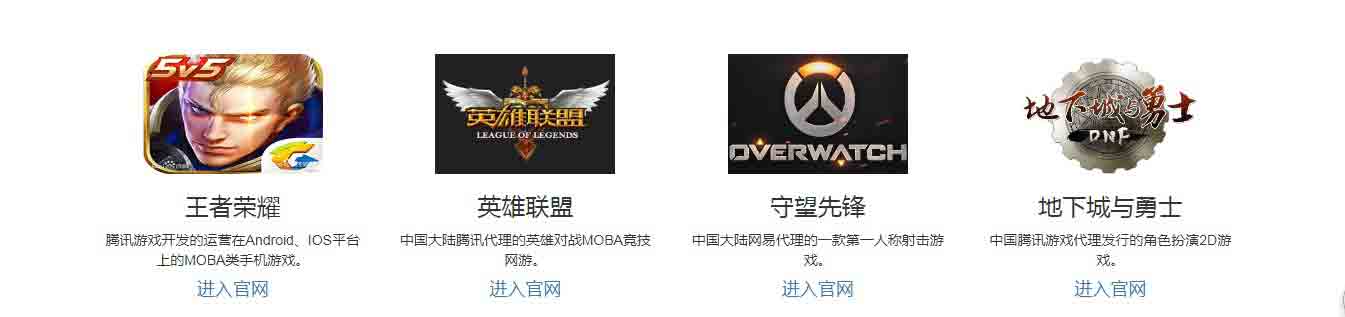 5v5
英雄联盟
LEAGUE OF LEGENDS
OVERWATCH
地下城与勇士
DNF
王者荣耀
腾讯游戏开发的运营在Android、IOS平台
上的MOBA类手机游戏。
进入官网
英雄联盟
中国大陆腾讯代理的英雄对战MOBA竞技
网游。
进入官网
守望先锋
中国大陆网易代理的一款第一人称射击游
戏。
进入官网
地下城与勇士
中国腾讯游戏代理发行的角色扮演2D游
戏。
进入官网